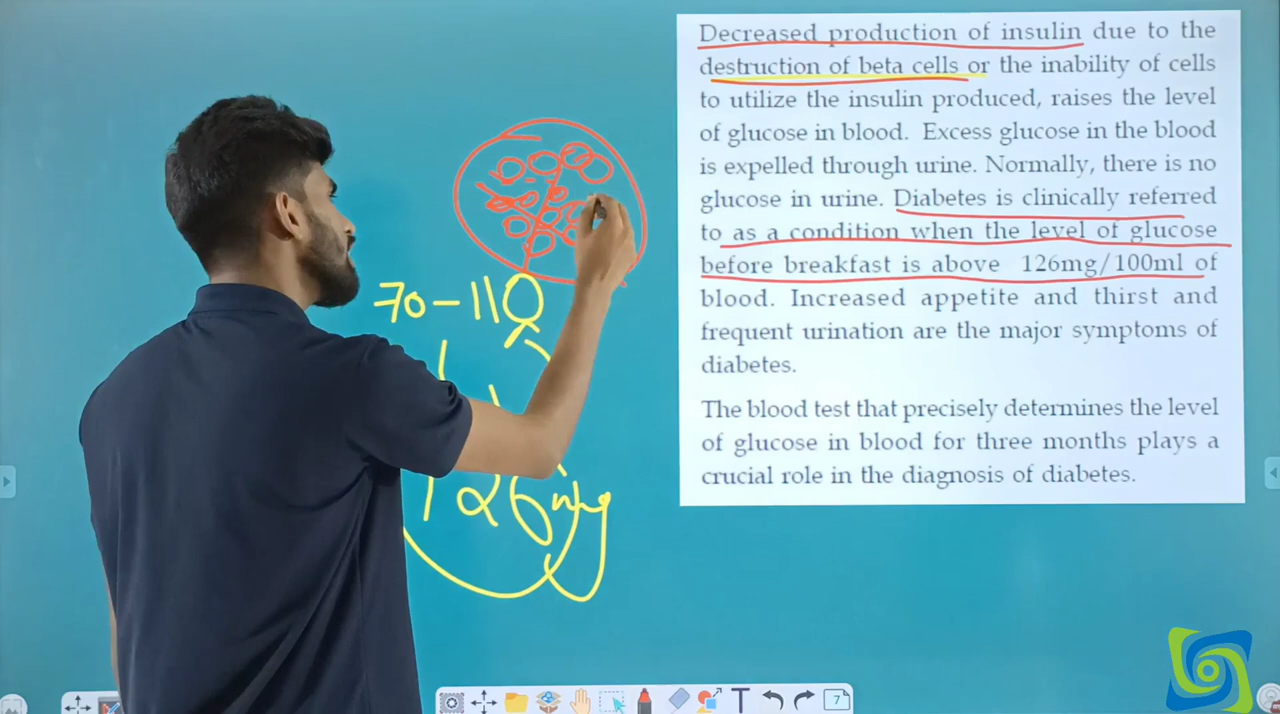 Decreased production of insulin due to the
destruction of beta cells or the inability of cells
to utilize the insulin produced, raises the level
of glucose in blood. Excess glucose in the blood
is expelled through urine. Normally, there is no
glucose in urine. Diabetes is clinically referred
to as a condition when the level of glucose
before breakfast is above 126mg/100ml of
blood. Increased appetite and thirst and
frequent urination are the major symptoms of
diabetes.
The blood test that precisely determines the level
of glucose in blood for three months plays a
crucial role in the diagnosis of diabetes.
70-110
126mg
T
7